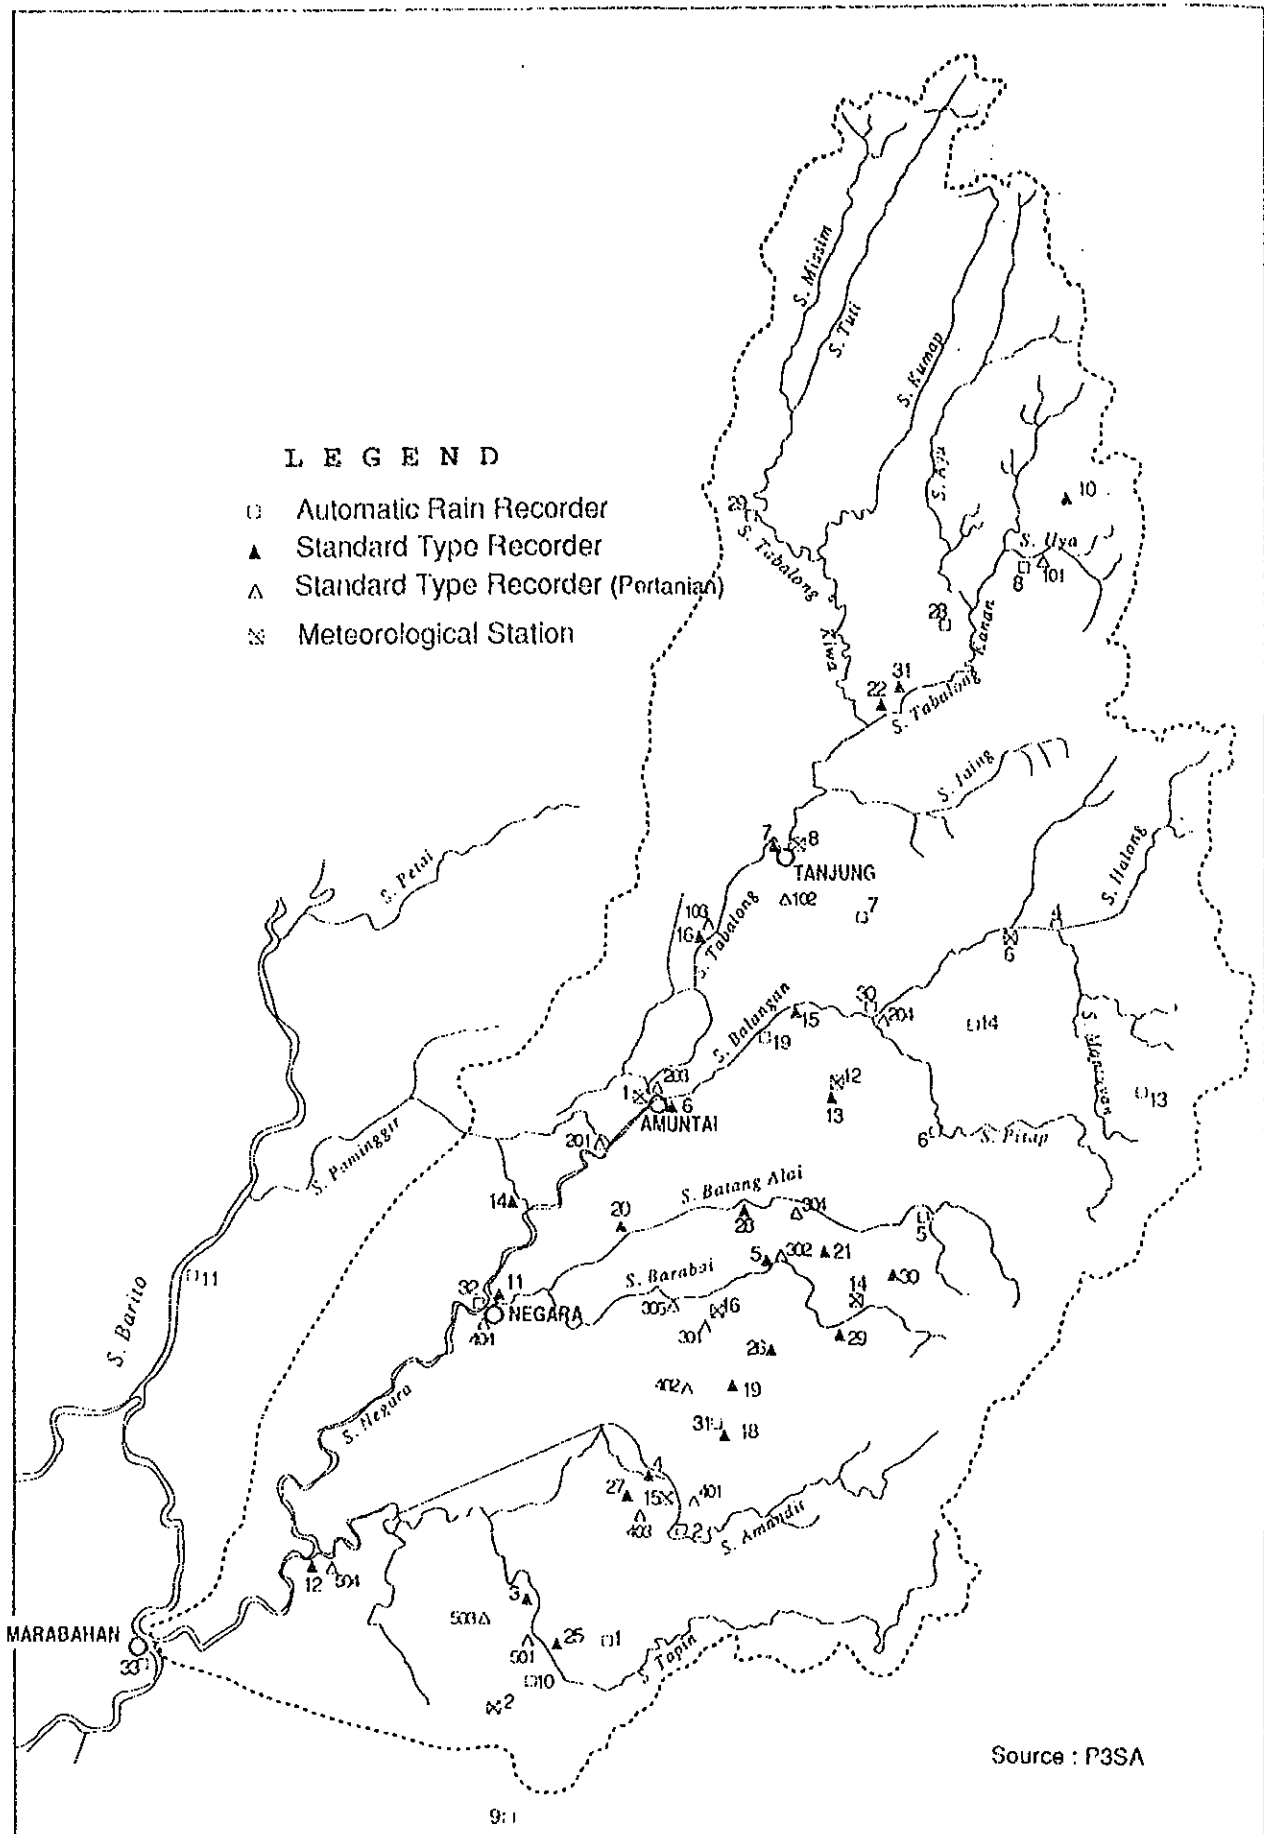 S. Missim
S. Tuti
S. Kumap
L E G E N D
Automatic Rain Recorder
Standard Type Recorder
Standard Type Recorder (Pertanian)
Meteorological Station
S. Ayu
10
29
S. Tabalong
Kiwa
S. Uya
8
101
28
Kanan
31
22
S. Tabalong
S. Jaing
7
8
TANJUNG
S. Petai
102
7
S. Halong
103
16
S. Tabalong
4
6
S. Balangan
15
30
204
14
19
12
13
S. Paminggir
1
203
6
AMUNTAI
13
201
6
S. Pitap
14
20
S. Batang Alai
28
304
5
S. Barito
11
5
302
21
30
S. Barabai
14
32
11
NEGARA
404
305
16
301
29
26
402
19
S. Negara
31
18
4
27
15
401
403
2
S. Amandit
12
504
3
503
MARABAHAN
501
25
1
33
S. Tapin
10
2
Source : P3SA